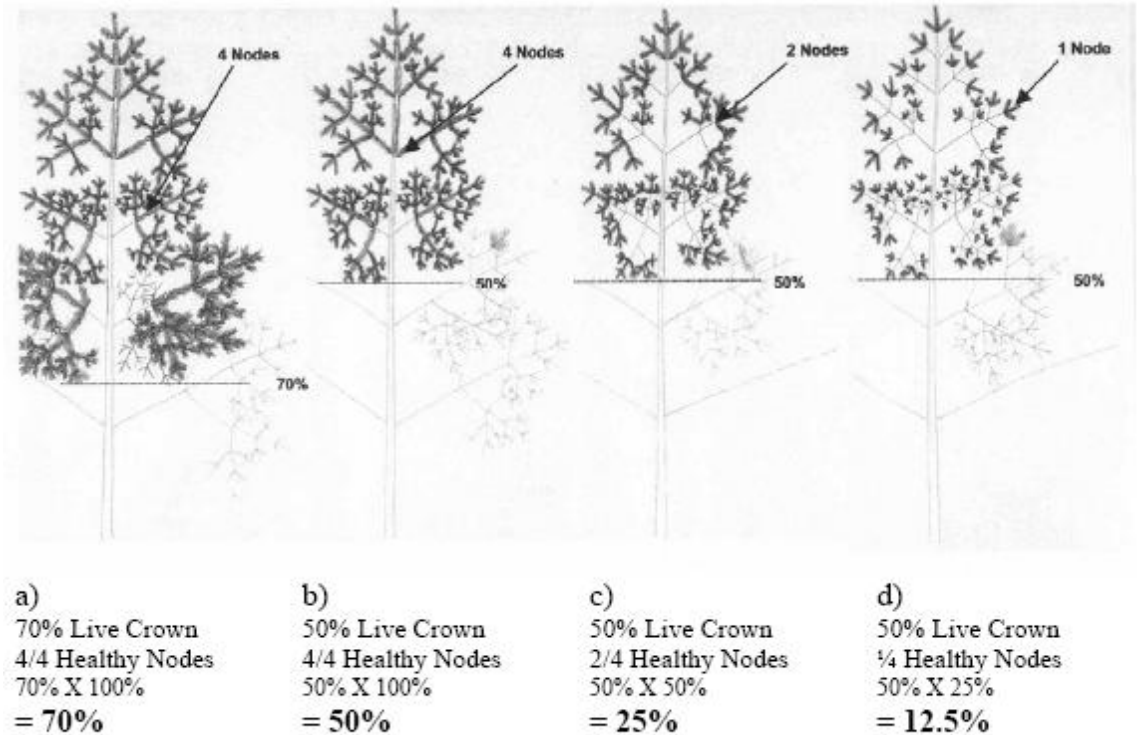 4 Nodes
4 Nodes
2 Nodes
1 Node
50%
50%
50%
70%
a)
70% Live Crown
4/4 Healthy Nodes
70% X 100%
= 70%
b)
50% Live Crown
4/4 Healthy Nodes
50% X 100%
= 50%
c)
50% Live Crown
2/4 Healthy Nodes
50% X 50%
= 25%
d)
50% Live Crown
¼ Healthy Nodes
50% X 25%
= 12.5%